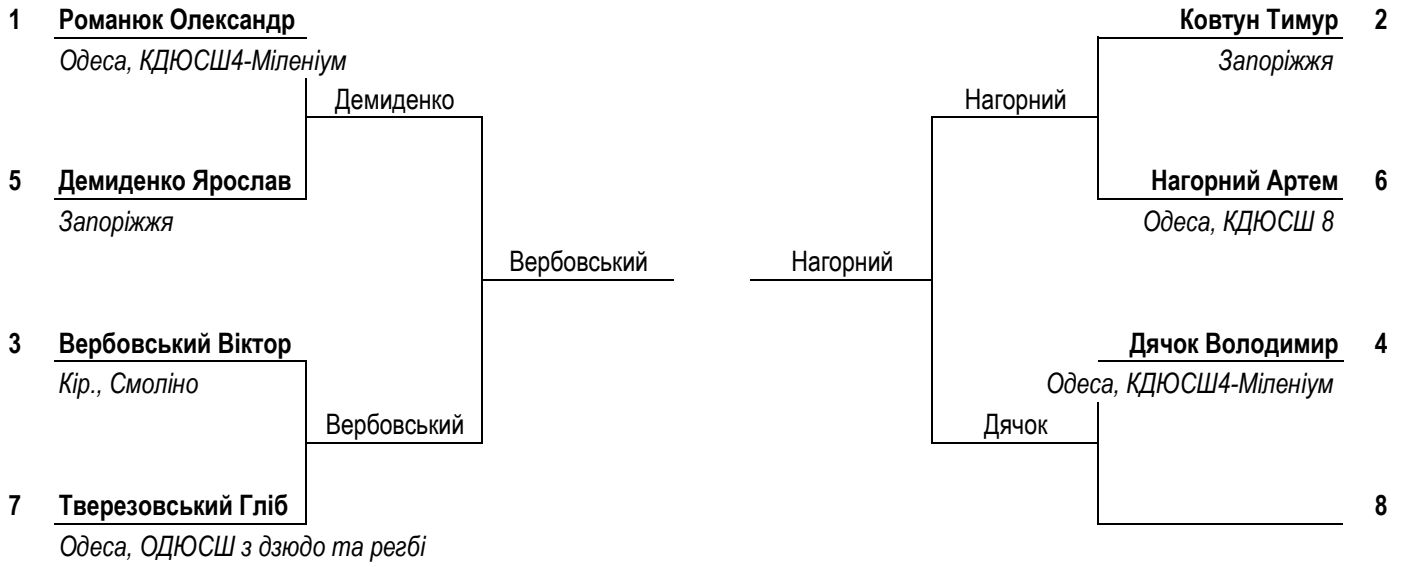 1 Романюк Олександр
Одеса, КДЮСШ4-Міленіум
Демиденко
5 Демиденко Ярослав
Запоріжжя
Вербовський
3 Вербовський Віктор
Кір., Смоліно
Вербовський
7 Тверезовський Гліб
Одеса, ОДЮСШ з дзюдо та регбі
Ковтун Тимур 2
Запоріжжя
Нагорний
Нагорний Артем 6
Одеса, КДЮСШ 8
Нагорний
Дячок Володимир 4
Одеса, КДЮСШ4-Міленіум
Дячок
8